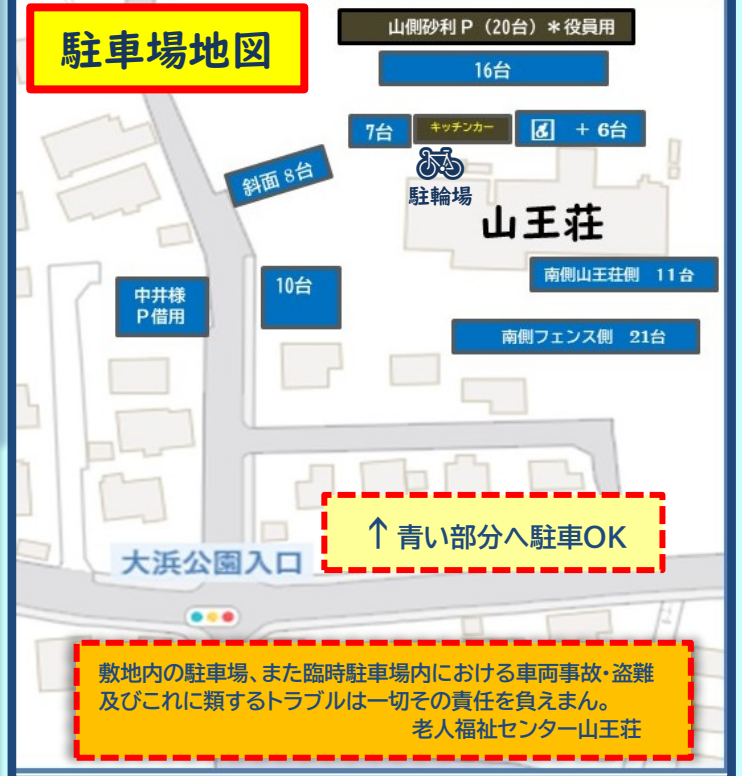 駐車場地図
山側砂利P（20台）＊役員用
16台
7台
キッチンカー
+ 6台
駐輪場
斜面 8台
山王荘
南側山王荘側 11台
中井様
P借用
10台
南側フェンス側 21台
↑ 青い部分へ駐車OK
大浜公園入口
敷地内の駐車場、また臨時駐車場内における車両事故・盗難
及びこれに類するトラブルは一切その責任を負えまん。
老人福祉センター山王荘